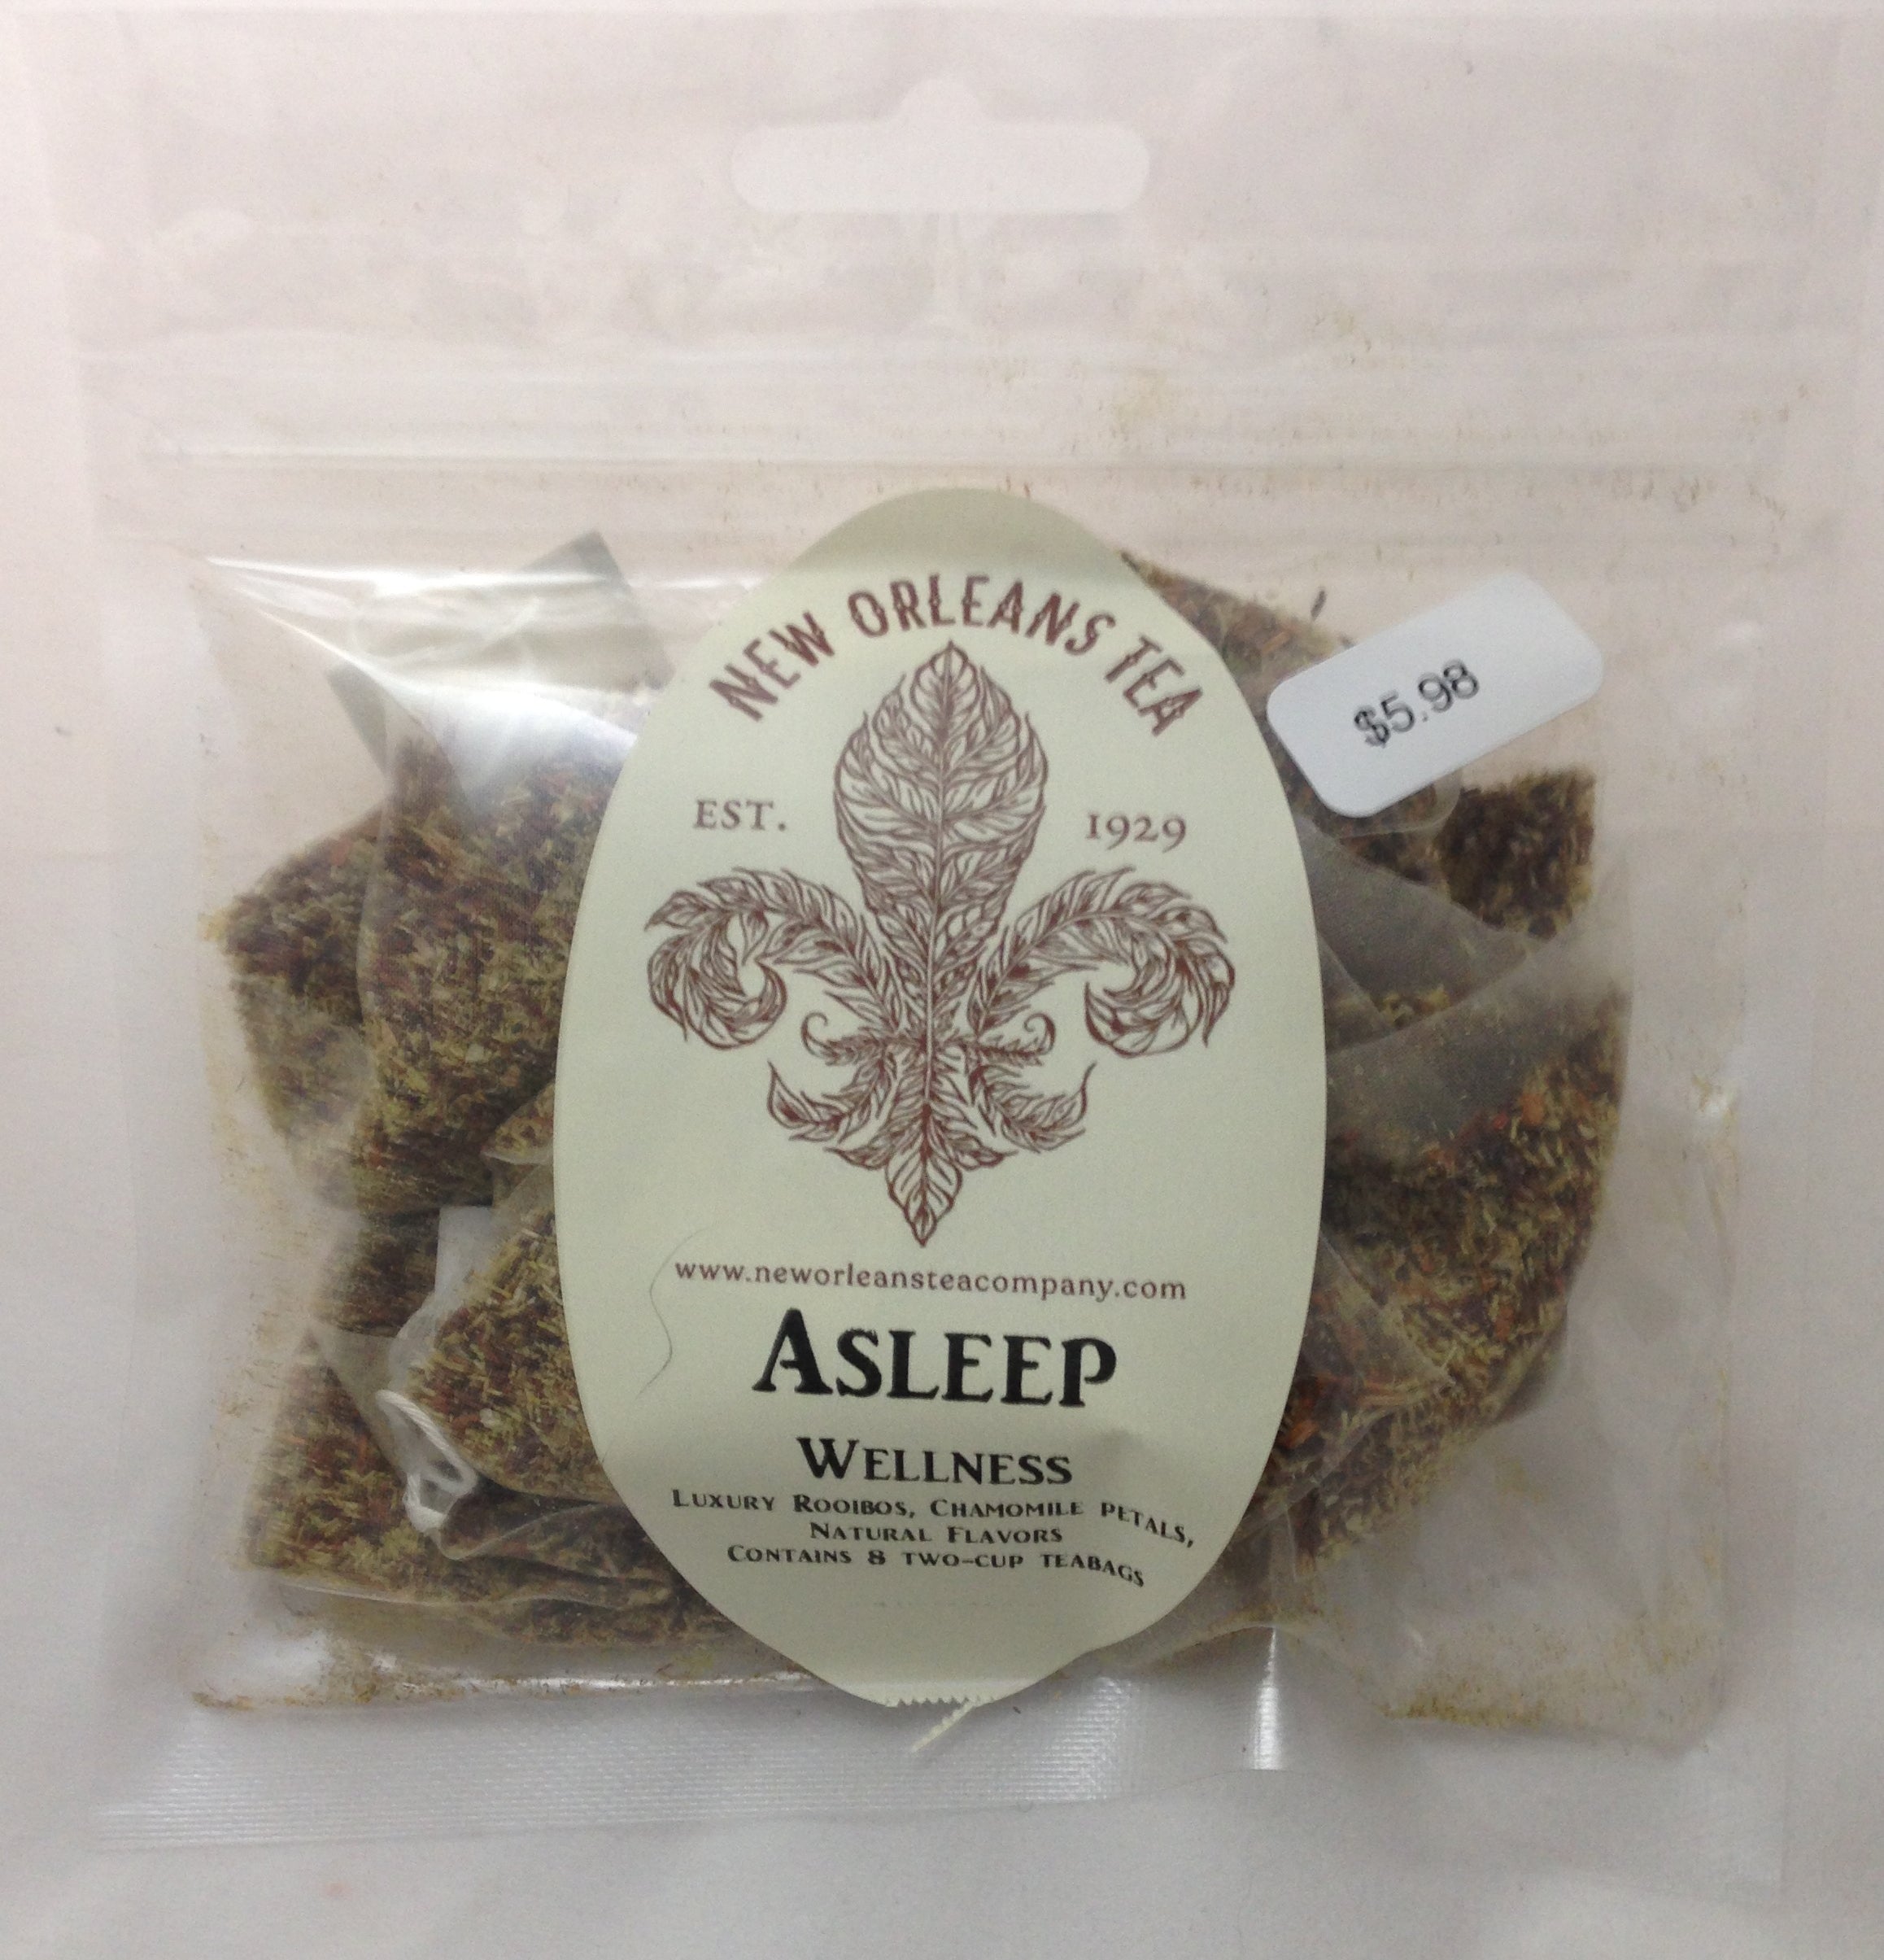 NEW ORLEANS TEA
$5.98
EST. 1929
www.neworleansteacompany.com
ASLEEP
WELLNESS
LUXURY ROOIBOS, CHAMOMILE PETALS,
NATURAL FLAVORS
CONTAINS 8 TWO-CUP TEABAGS